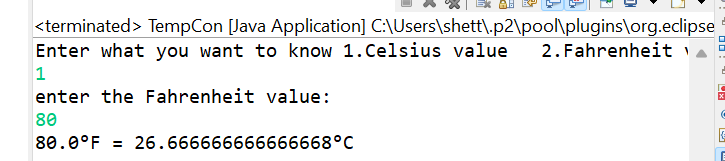 <terminated> TempCon [Java Application] C:\Users\shett\.p2\pool\plugins\org.eclipse
Enter what you want to know 1.Celsius value   2.Fahrenheit
1
enter the Fahrenheit value:
80
80.0°F = 26.666666666666668°C